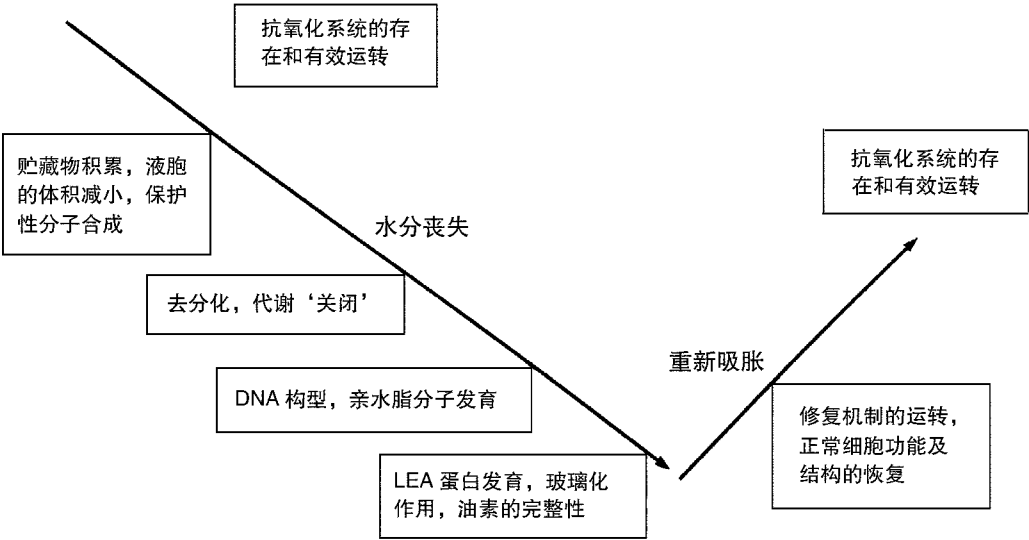 抗氧化系统的存
在和有效运转
贮藏物积累，液胞
的体积减小，保护
性分子合成
水分丧失
去分化，代谢‘关闭’
DNA 构型，亲水脂分子发育
LEA 蛋白发育，玻璃化
作用，油素的完整性
抗氧化系统的存
在和有效运转
重新吸胀
修复机制的运转，
正常细胞功能及
结构的恢复